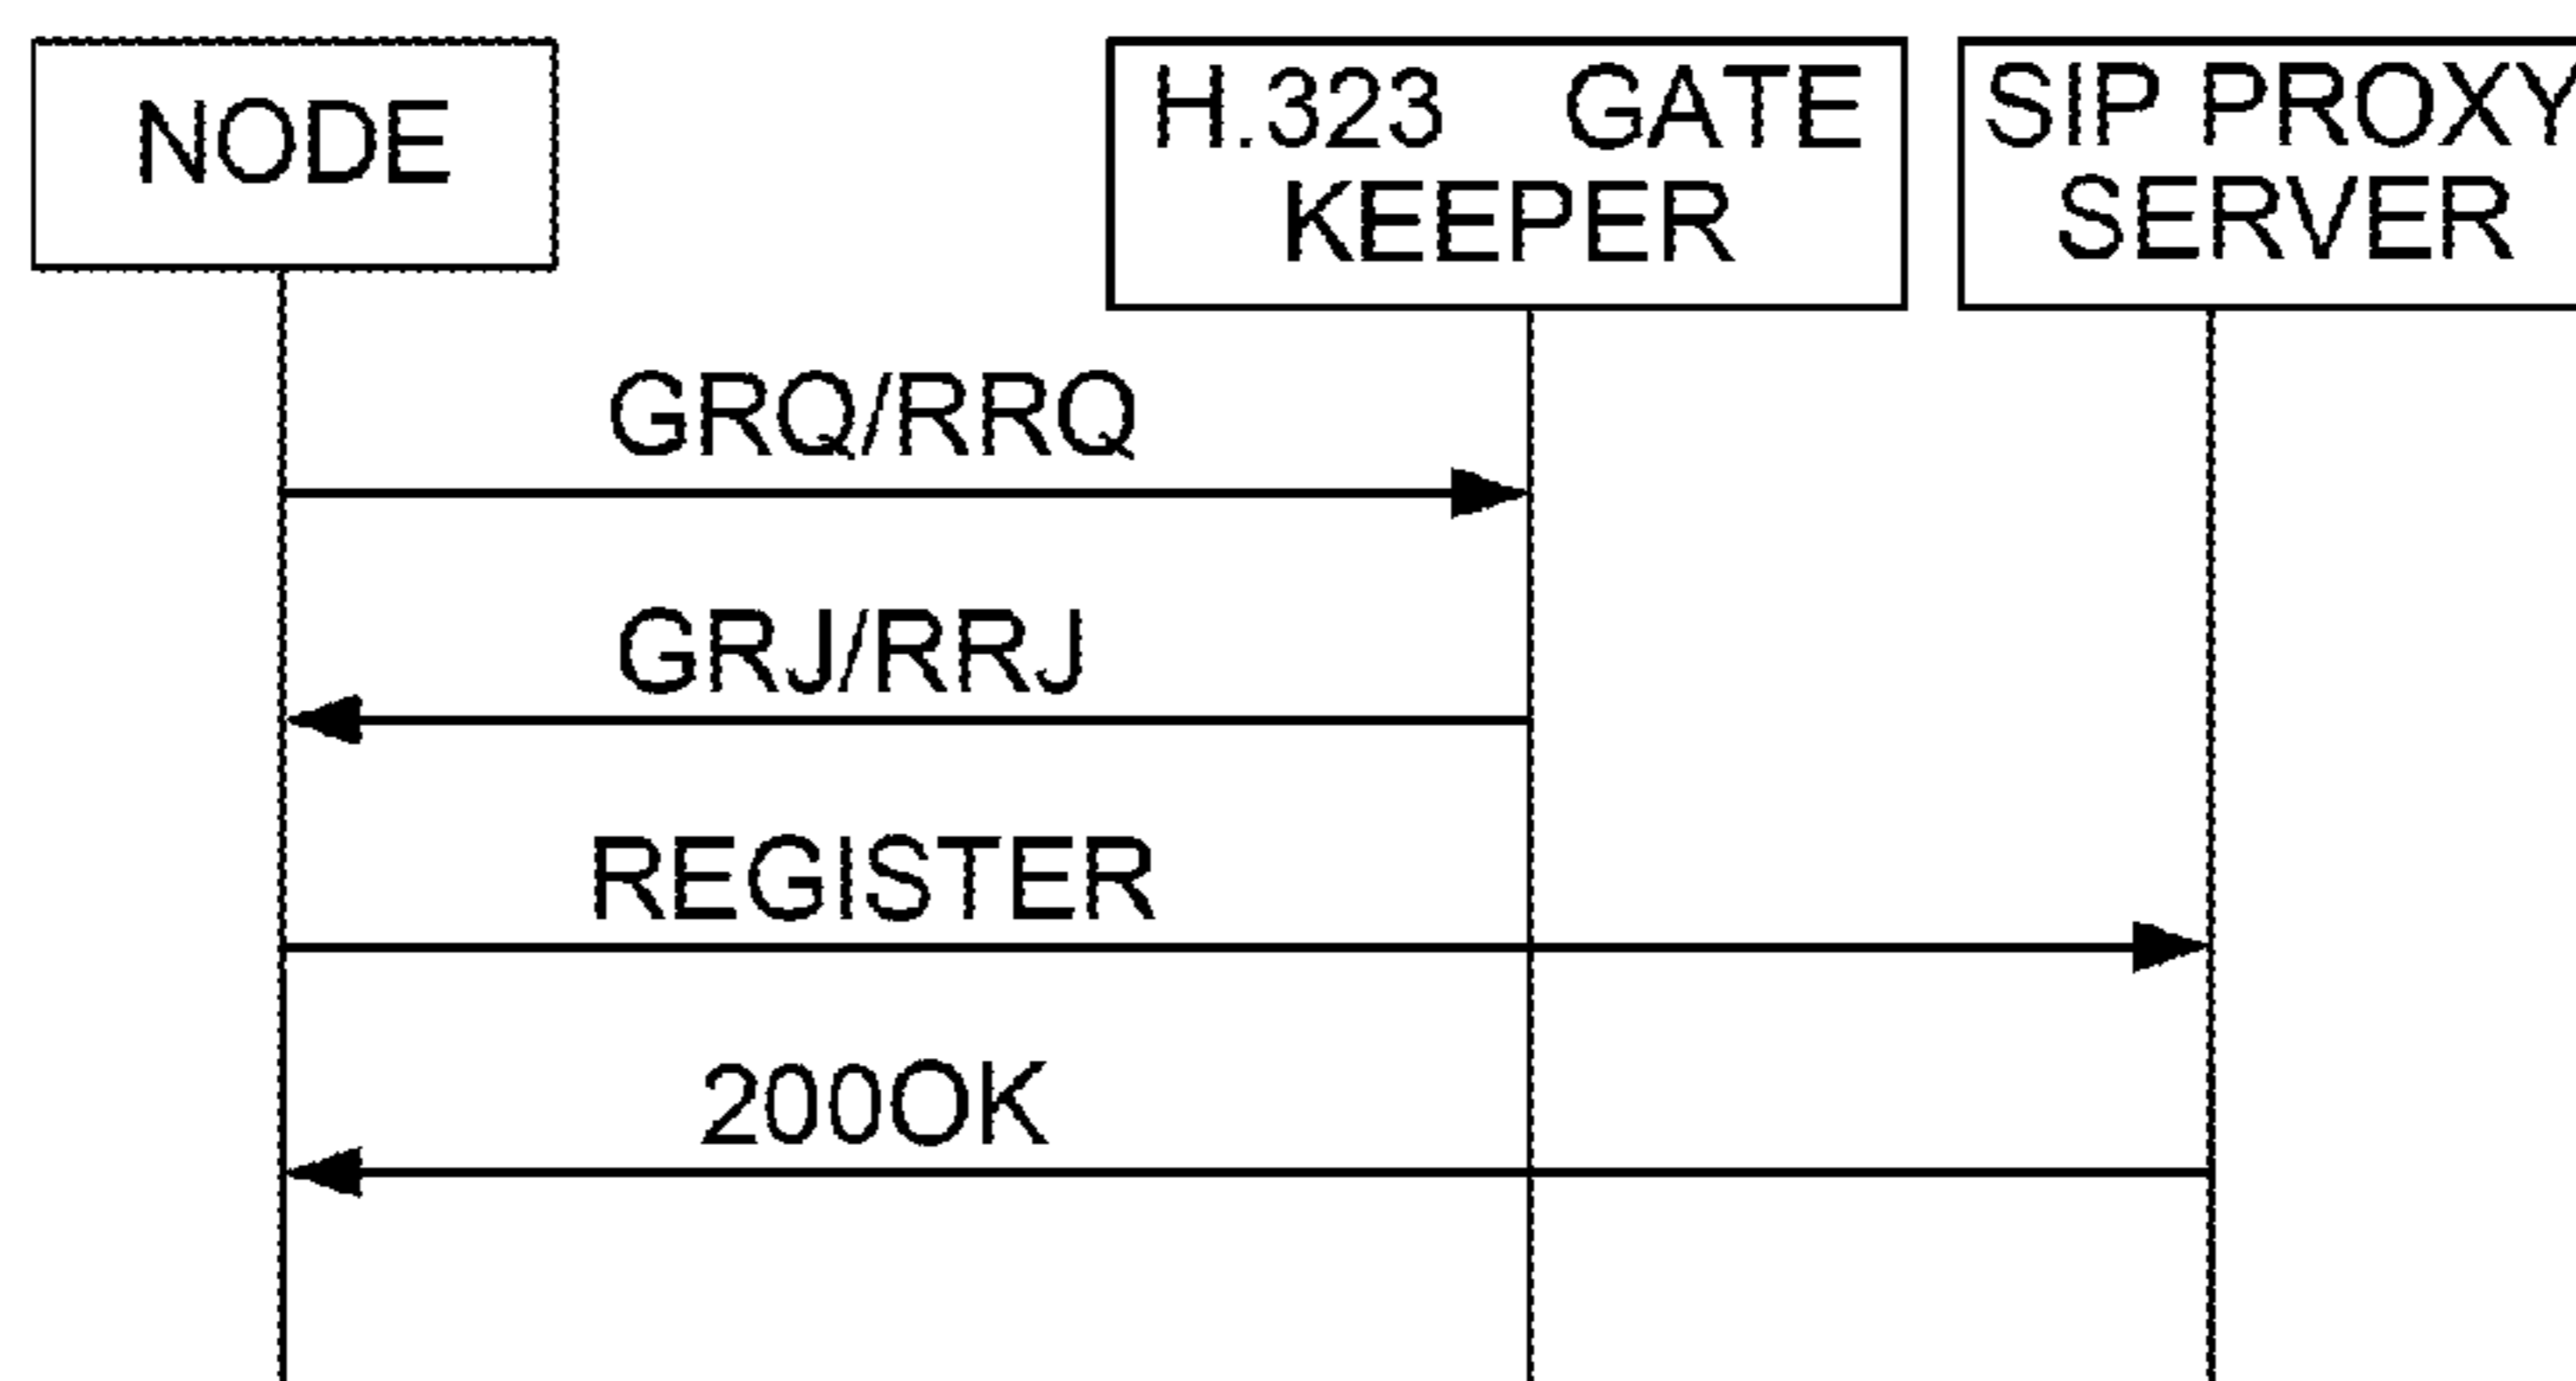 NODE
H.323 GATE
KEEPER
SIP PROXY
SERVER
GRQ/RRQ
GRJ/RRJ
REGISTER
200OK